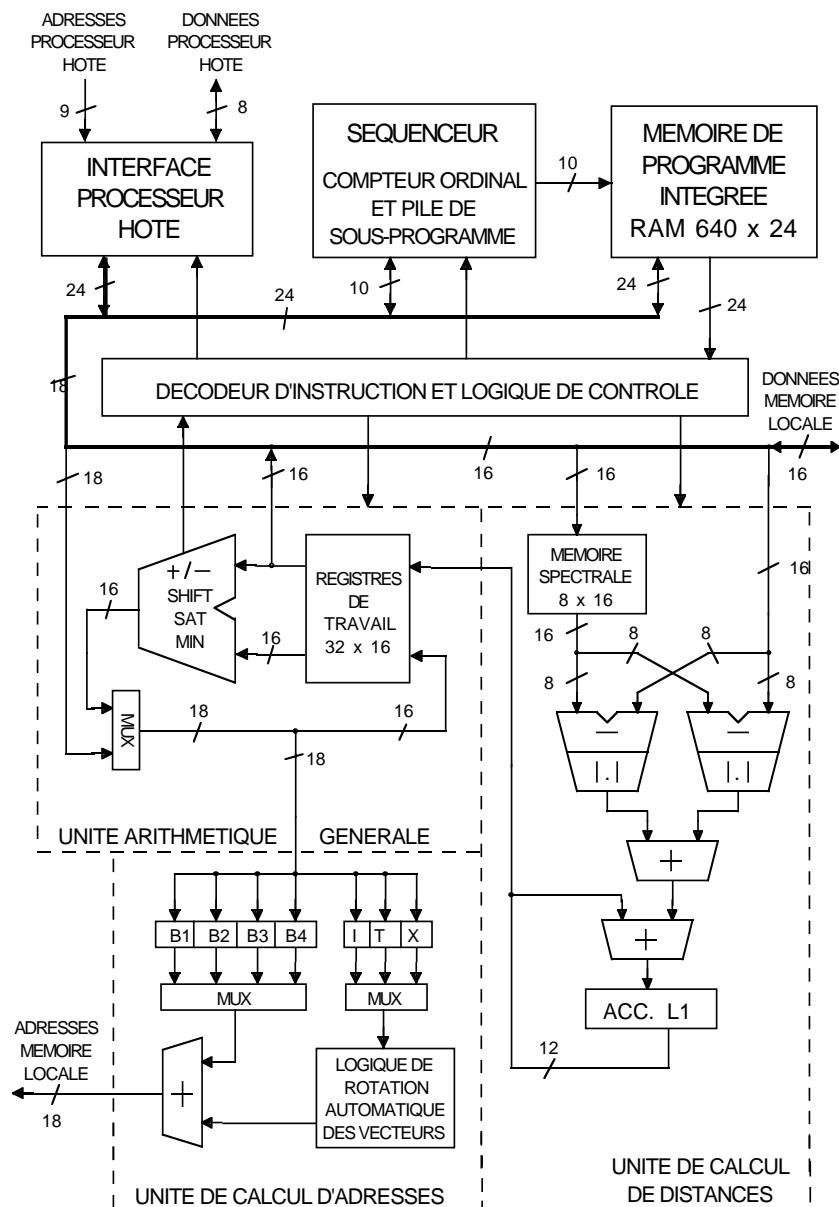 ADRESSES
PROCESSEUR
HOTE
DONNEES
PROCESSEUR
HOTE
9
8
INTERFACE
PROCESSEUR
HOTE
SEQUENCEUR
COMPTEUR ORDINAL
ET PILE DE
SOUS-PROGRAMME
10
MEMOIRE DE
PROGRAMME
INTEGREE
RAM 640 x 24
24
24
10
24
24
18
DECODEUR D'INSTRUCTION ET LOGIQUE DE CONTROLE
DONNEES
MEMOIRE
LOCALE
16
18
16
16
16
+ / −
SHIFT
SAT
MIN
REGISTRES
DE
TRAVAIL
32 x 16
MEMOIRE
SPECTRALE
8 x 16
16
16
16
16
8
8
8
8
MUX
18
16
18
−
|.|
−
|.|
UNITE ARITHMETIQUE GENERALE
+
+
B1 B2 B3 B4
I T X
MUX
MUX
ACC. L1
12
ADRESSES
MEMOIRE
LOCALE
18
+
LOGIQUE DE
ROTATION
AUTOMATIQUE
DES VECTEURS
UNITE DE CALCUL D'ADRESSES
UNITE DE CALCUL
DE DISTANCES